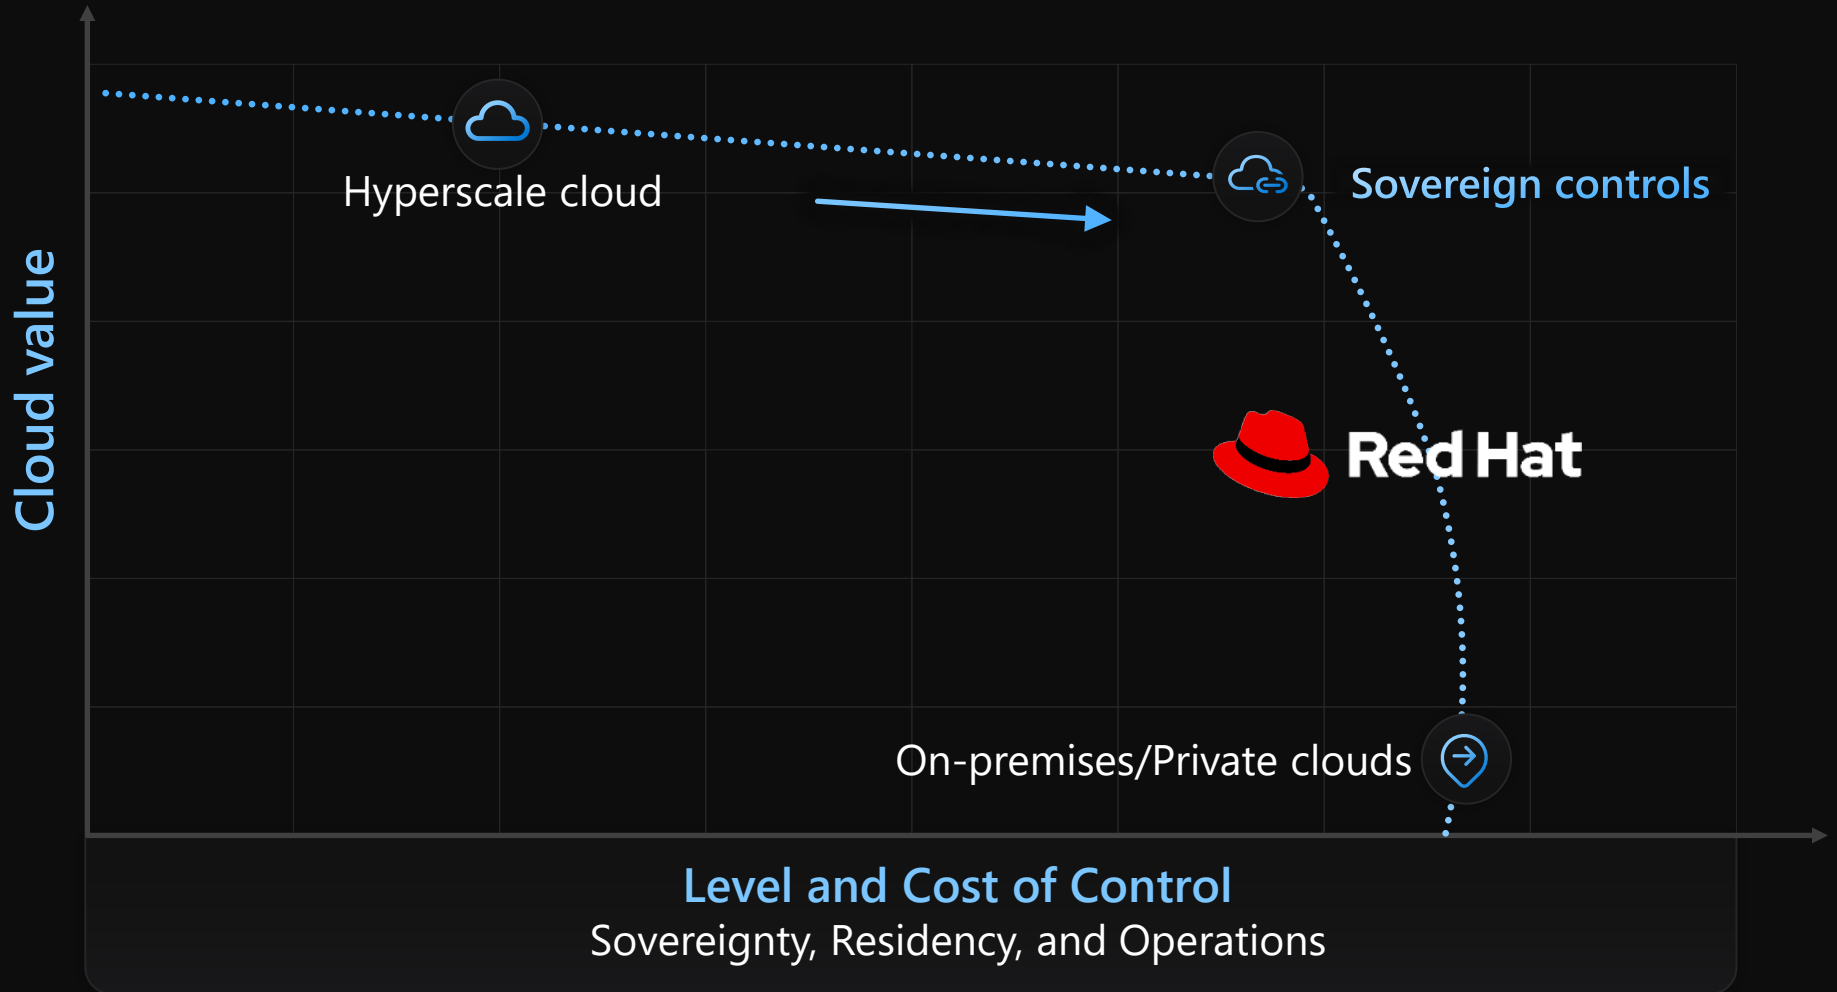 Hyperscale cloud
Sovereign controls
Cloud value
Red Hat
On-premises/Private clouds
Level and Cost of Control
Sovereignty, Residency, and Operations